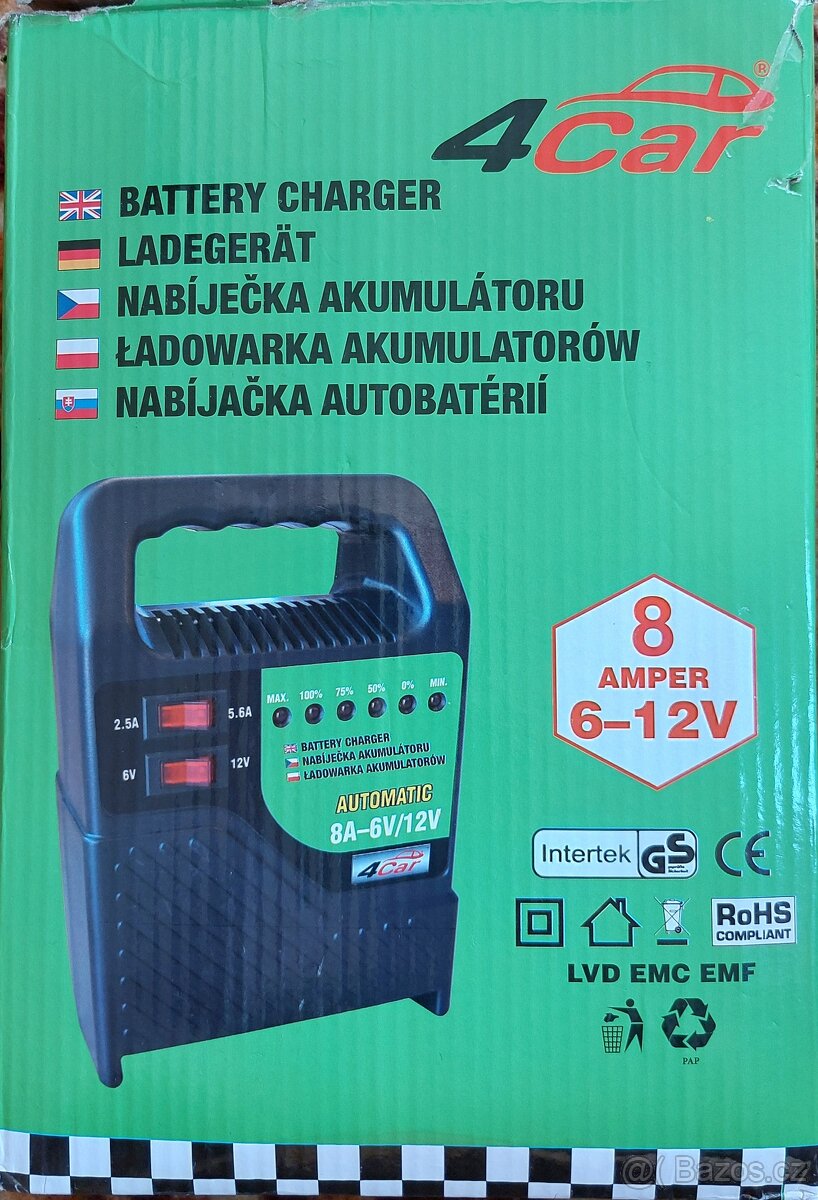 4Car®
BATTERY CHARGER
LADEGERÄT
NABÍJEČKA AKUMULÁTORU
ŁADOWARKA AKUMULATORÓW
NABÍJAČKA AUTOBATÉRIÍ
8
AMPER
6–12V
MAX. 100% 75% 50% 0% MIN.
2.5A 5.6A
6V 12V
BATTERY CHARGER
NABÍJEČKA AKUMULÁTORU
ŁADOWARKA AKUMULATORÓW
AUTOMATIC
8A–6V/12V
4Car
Intertek GS geprüfte Sicherheit CE
RoHS
COMPLIANT
LVD EMC EMF
PAP
@( Bazos.cz